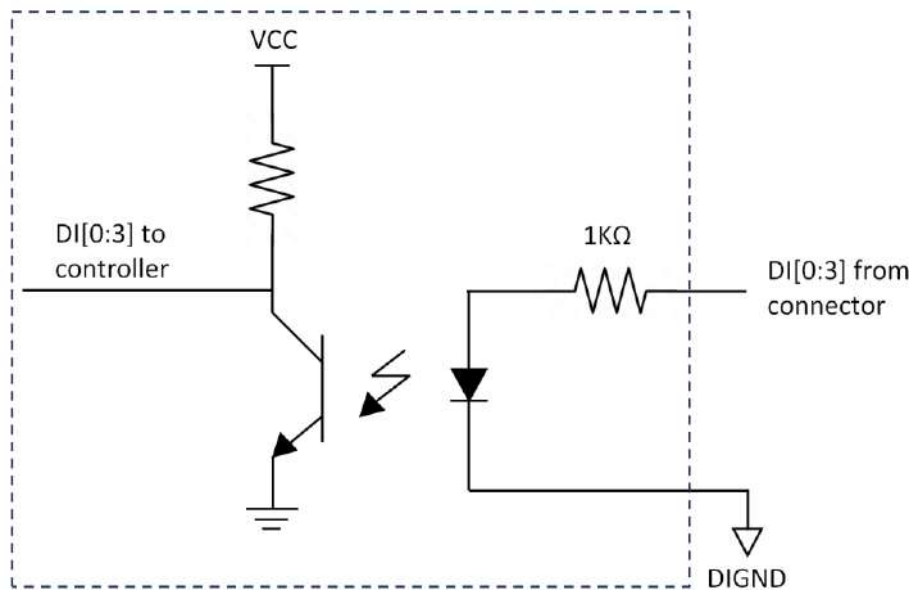 VCC
DI[0:3] to
controller
1KΩ
DI[0:3] from
connector
DIGND